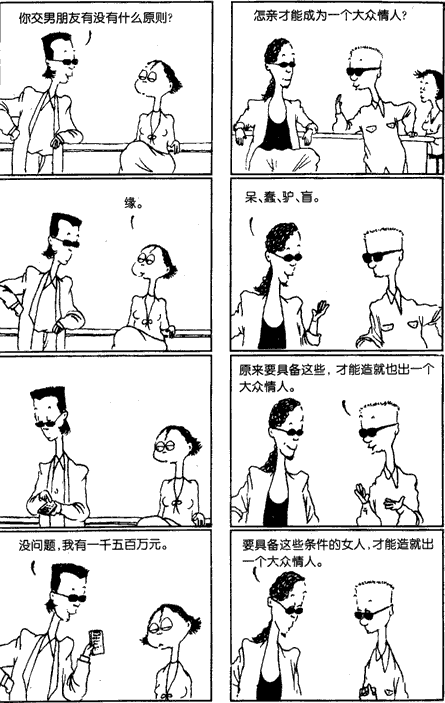 你交男朋友有没有什么原则?
缘。
没问题,我有一千五百万元。
怎亲才能成为一个大众情人?
呆、蠢、驴、盲。
原来要具备这些,才能造就也出一个
大众情人。
要具备这些条件的女人,才能造就出
一个大众情人。